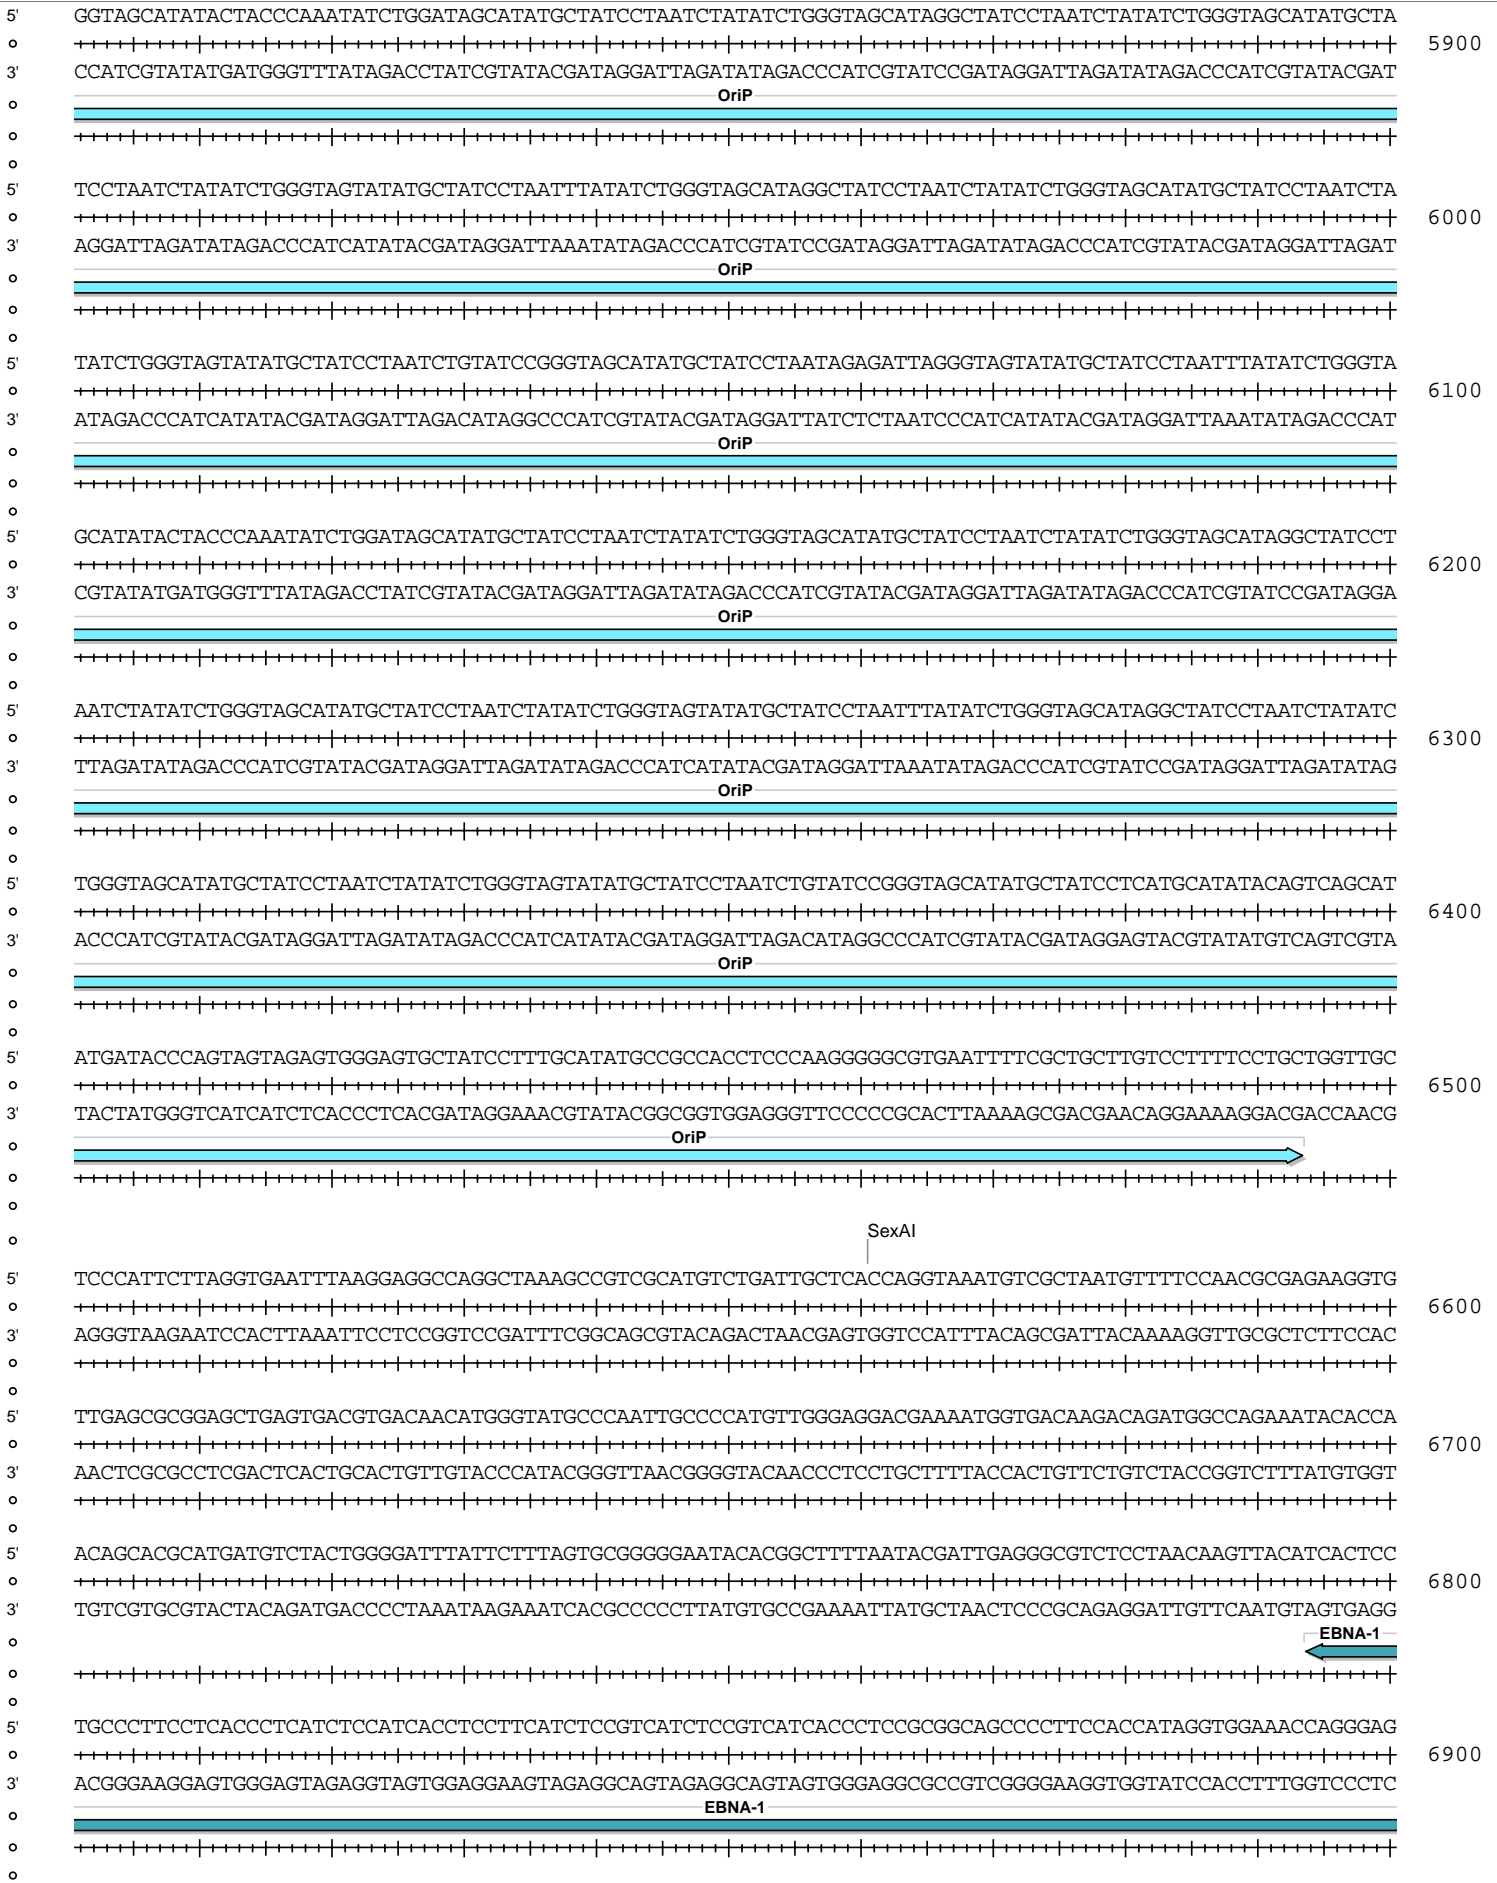 5' GGTAGCATATACTACCCAAATATCTGGATAGCATATGCTATCCTAATCTATATCTGGGTAGCATAGGCTATCCTAATCTATATCTGGGTAGCATATGCTA
5900
3' CCATCGTATATGATGGGTTTATAGACCTATCGTATACGATAGGATTAGATATAGACCCATCGTATCCGATAGGATTAGATATAGACCCATCGTATACGAT
OriP
5' TCCTAATCTATATCTGGGTAGTATATGCTATCCTAATTTATATCTGGGTAGCATAGGCTATCCTAATCTATATCTGGGTAGCATATGCTATCCTAATCTA
6000
3' AGGATTAGATATAGACCCATCATATACGATAGGATTAAATATAGACCCATCGTATCCGATAGGATTAGATATAGACCCATCGTATACGATAGGATTAGAT
OriP
5' TATCTGGGTAGTATATGCTATCCTAATCTGTATCCGGGTAGCATATGCTATCCTAATAGAGATTAGGGTAGTATATGCTATCCTAATTTATATCTGGGTA
6100
3' ATAGACCCATCATATACGATAGGATTAGACATAGGCCCATCGTATACGATAGGATTATCTCTAATCCCATCATATACGATAGGATTAAATATAGACCCAT
OriP
5' GCATATACTACCCAAATATCTGGATAGCATATGCTATCCTAATCTATATCTGGGTAGCATATGCTATCCTAATCTATATCTGGGTAGCATAGGCTATCCT
6200
3' CGTATATGATGGGTTTATAGACCTATCGTATACGATAGGATTAGATATAGACCCATCGTATACGATAGGATTAGATATAGACCCATCGTATCCGATAGGA
OriP
5' AATCTATATCTGGGTAGCATATGCTATCCTAATCTATATCTGGGTAGTATATGCTATCCTAATTTATATCTGGGTAGCATAGGCTATCCTAATCTATATC
6300
3' TTAGATATAGACCCATCGTATACGATAGGATTAGATATAGACCCATCATATACGATAGGATTAAATATAGACCCATCGTATCCGATAGGATTAGATATAG
OriP
5' TGGGTAGCATATGCTATCCTAATCTATATCTGGGTAGTATATGCTATCCTAATCTGTATCCGGGTAGCATATGCTATCCTCATGCATATACAGTCAGCAT
6400
3' ACCCATCGTATACGATAGGATTAGATATAGACCCATCATATACGATAGGATTAGACATAGGCCCATCGTATACGATAGGAGTACGTATATGTCAGTCGTA
OriP
5' ATGATACCCAGTAGTAGAGTGGGAGTGCTATCCTTTGCATATGCCGCCACCTCCCAAGGGGGCGTGAATTTTCGCTGCTTGTCCTTTTCCTGCTGGTTGC
6500
3' TACTATGGGTCATCATCTCACCCTCACGATAGGAAACGTATACGGCGGTGGAGGGTTCCCCCGCACTTAAAAGCGACGAACAGGAAAAGGACGACCAACG
OriP
SexAI
5' TCCCATTCTTAGGTGAATTTAAGGAGGCCAGGCTAAAGCCGTCGCATGTCTGATTGCTCACCAGGTAAATGTCGCTAATGTTTTCCAACGCGAGAAGGTG
6600
3' AGGGTAAGAATCCACTTAAATTCCTCCGGTCCGATTTCGGCAGCGTACAGACTAACGAGTGGTCCATTTACAGCGATTACAAAAGGTTGCGCTCTTCCAC
5' TTGAGCGCGGAGCTGAGTGACGTGACAACATGGGTATGCCCAATTGCCCCATGTTGGGAGGACGAAAATGGTGACAAGACAGATGGCCAGAAATACACCA
6700
3' AACTCGCGCCTCGACTCACTGCACTGTTGTACCCATACGGGTTAACGGGGTACAACCCTCCTGCTTTTACCACTGTTCTGTCTACCGGTCTTTATGTGGT
5' ACAGCACGCATGATGTCTACTGGGGATTTATTCTTTAGTGCGGGGGAATACACGGCTTTTAATACGATTGAGGGCGTCTCCTAACAAGTTACATCACTCC
6800
3' TGTCGTGCGTACTACAGATGACCCCTAAATAAGAAATCACGCCCCCTTATGTGCCGAAAATTATGCTAACTCCCGCAGAGGATTGTTCAATGTAGTGAGG
EBNA-1
5' TGCCCTTCCTCACCCTCATCTCCATCACCTCCTTCATCTCCGTCATCTCCGTCATCACCCTCCGCGGCAGCCCCTTCCACCATAGGTGGAAACCAGGGAG
6900
3' ACGGGAAGGAGTGGGAGTAGAGGTAGTGGAGGAAGTAGAGGCAGTAGAGGCAGTAGTGGGAGGCGCCGTCGGGGAAGGTGGTATCCACCTTTGGTCCCTC
EBNA-1